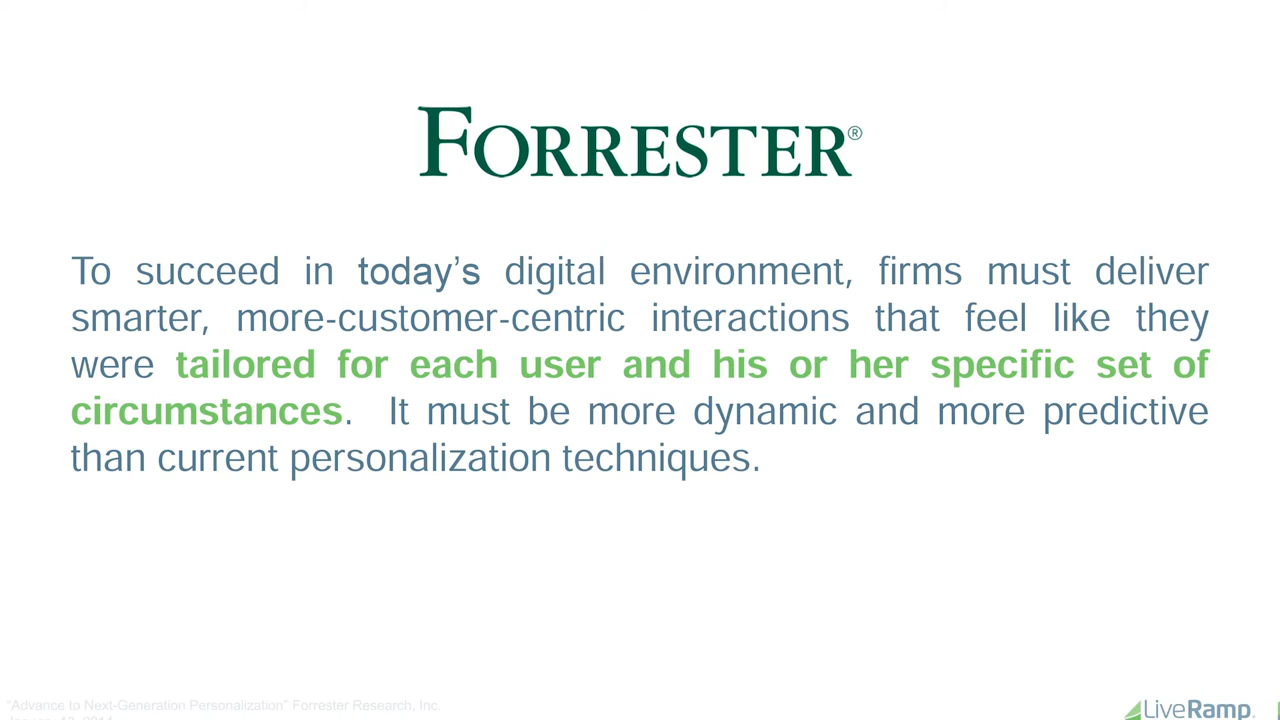 FORRESTER®
To succeed in today’s digital environment, firms must deliver
smarter, more-customer-centric interactions that feel like they
were tailored for each user and his or her specific set of
circumstances. It must be more dynamic and more predictive
than current personalization techniques.
“Advance to Next-Generation Personalization” Forrester Research, Inc.
LiveRamp